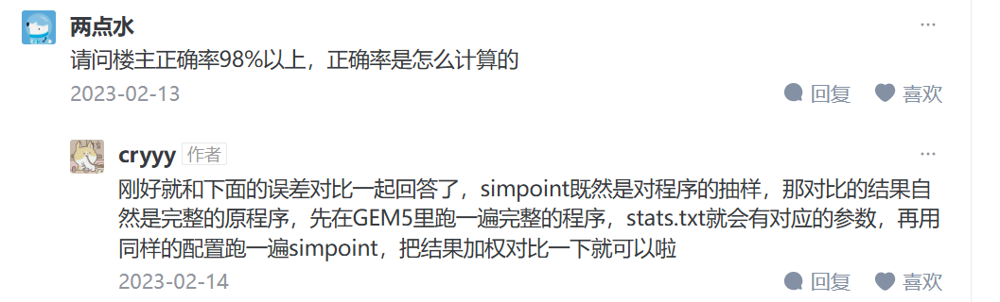 两点水
请问楼主正确率98%以上，正确率是怎么计算的
2023-02-13 回复 喜欢
cryyy 作者
刚好就和下面的误差对比一起回答了，simpoint既然是对程序的抽样，那对比的结果自
然是完整的原程序，先在GEM5里跑一遍完整的程序，stats.txt就会有对应的参数，再用
同样的配置跑一遍simpoint，把结果加权对比一下就可以啦
2023-02-14 回复 喜欢